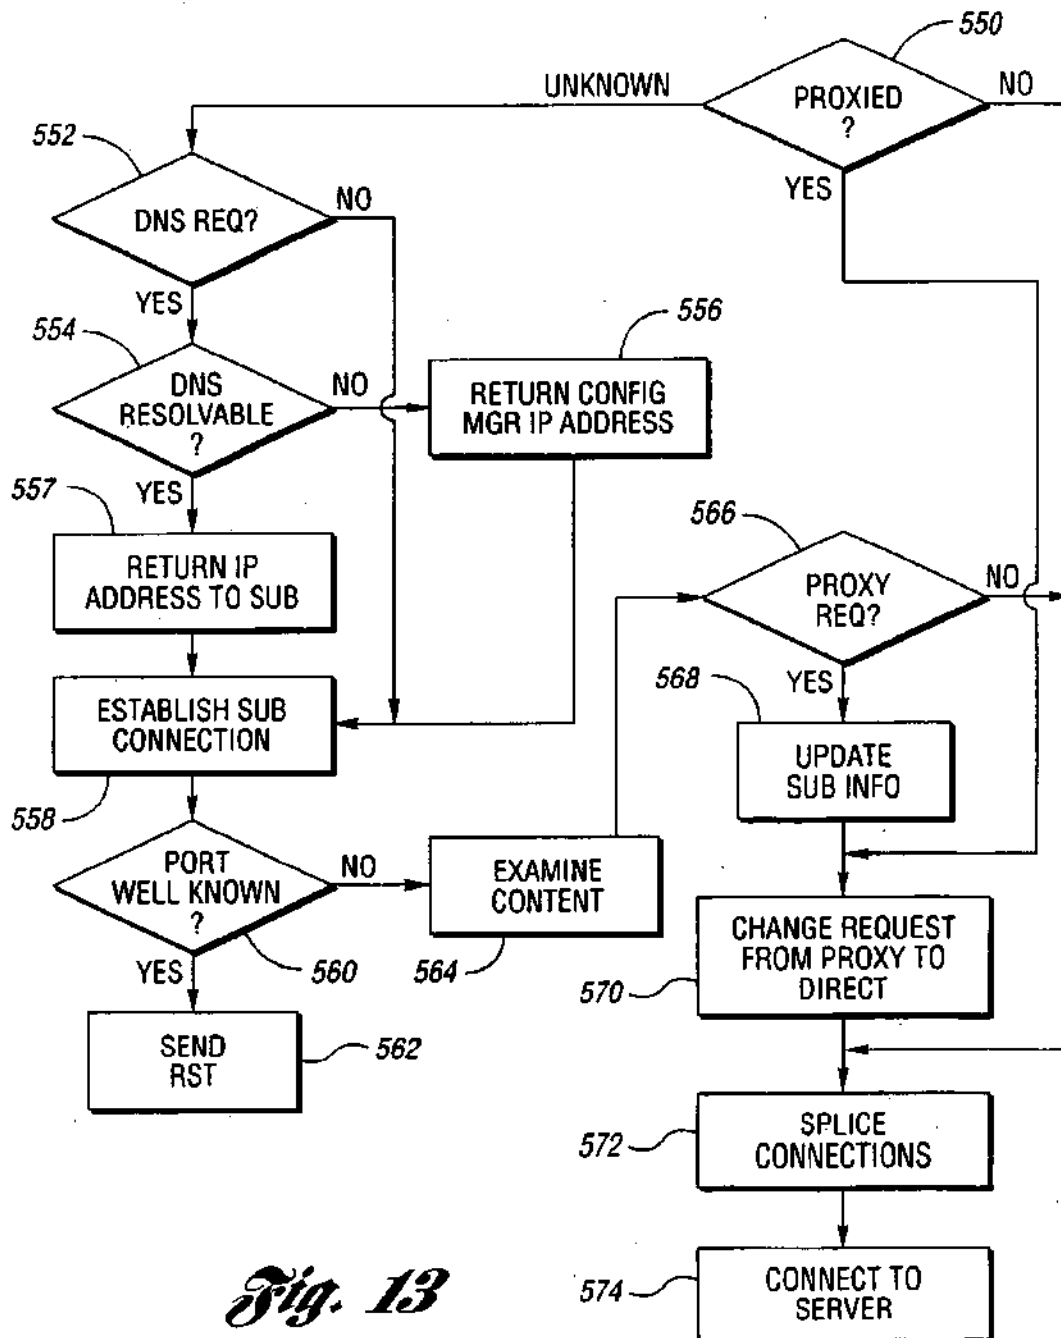 550
UNKNOWN
PROXIED
?
NO
YES
552
DNS REQ?
NO
YES
554
DNS
RESOLVABLE
?
NO
YES
556
RETURN CONFIG
MGR IP ADDRESS
557
RETURN IP
ADDRESS TO SUB
ESTABLISH SUB
CONNECTION
558
PORT
WELL KNOWN
?
NO
YES
560
SEND
RST
562
EXAMINE
CONTENT
564
566
PROXY
REQ?
NO
YES
568
UPDATE
SUB INFO
CHANGE REQUEST
FROM PROXY TO
DIRECT
570
SPLICE
CONNECTIONS
572
CONNECT TO
SERVER
574
Fig. 13